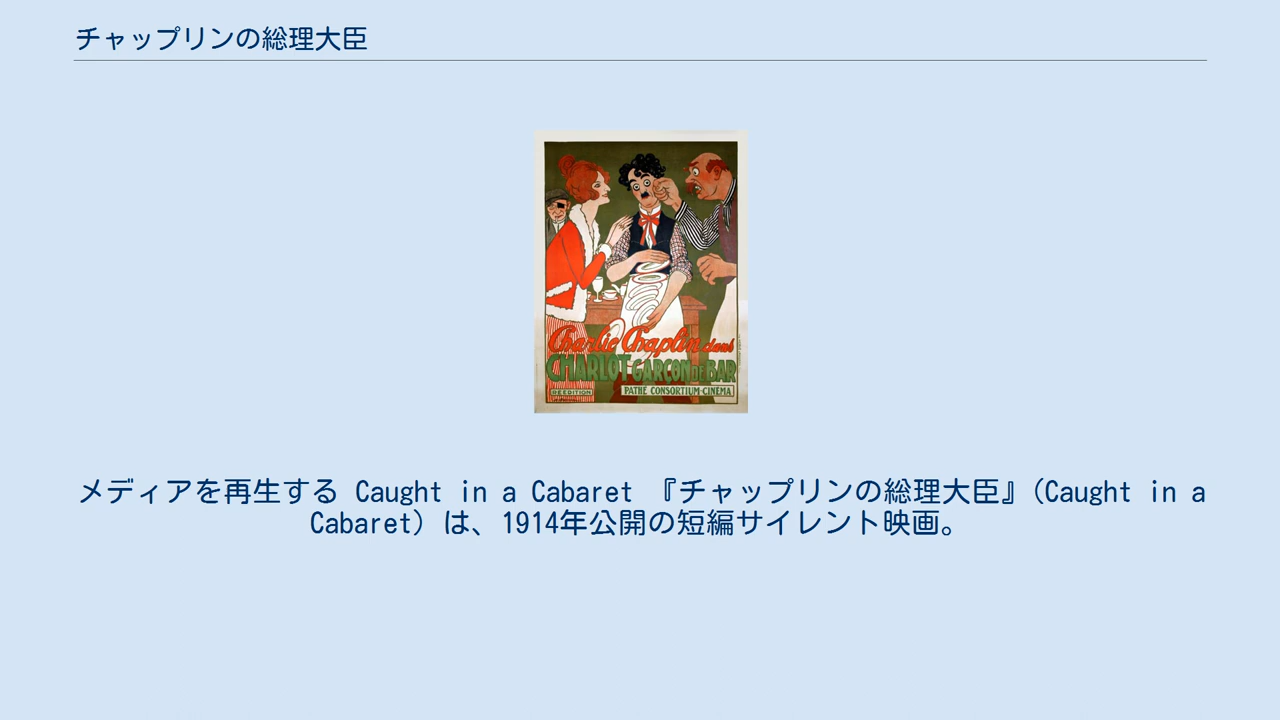 チャップリンの総理大臣
Charlie Chaplin dans
CHARLOT GARÇON DE BAR
RÉÉDITION
PATHÉ CONSORTIUM-CINÉMA
メディアを再生する Caught in a Cabaret 『チャップリンの総理大臣』(Caught in a
Cabaret) は、1914年公開の短編サイレント映画。